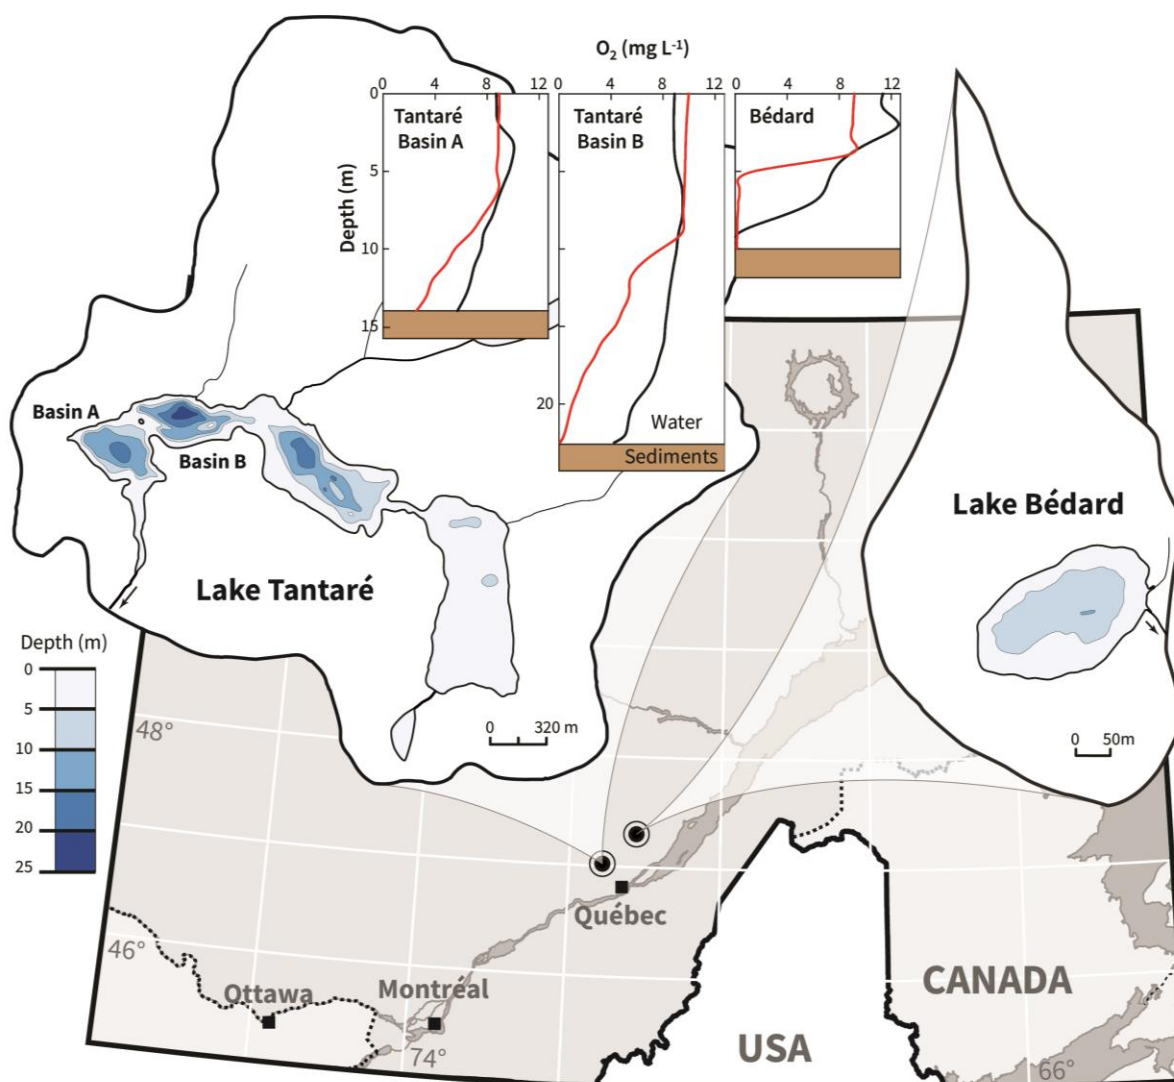 O₂ (mg L⁻¹)
0 4 8 12
0 4 8 12
0 4 8 12
Tantaré
Basin A
Tantaré
Basin B
Bédard
Depth (m)
0
5
10
15
20
Water
Sediments
Basin A
Basin B
Lake Tantaré
Lake Bédard
Depth (m)
0
5
10
15
20
25
0 320 m
0 50m
48°
46°
74°
66°
Québec
Ottawa
Montréal
CANADA
USA